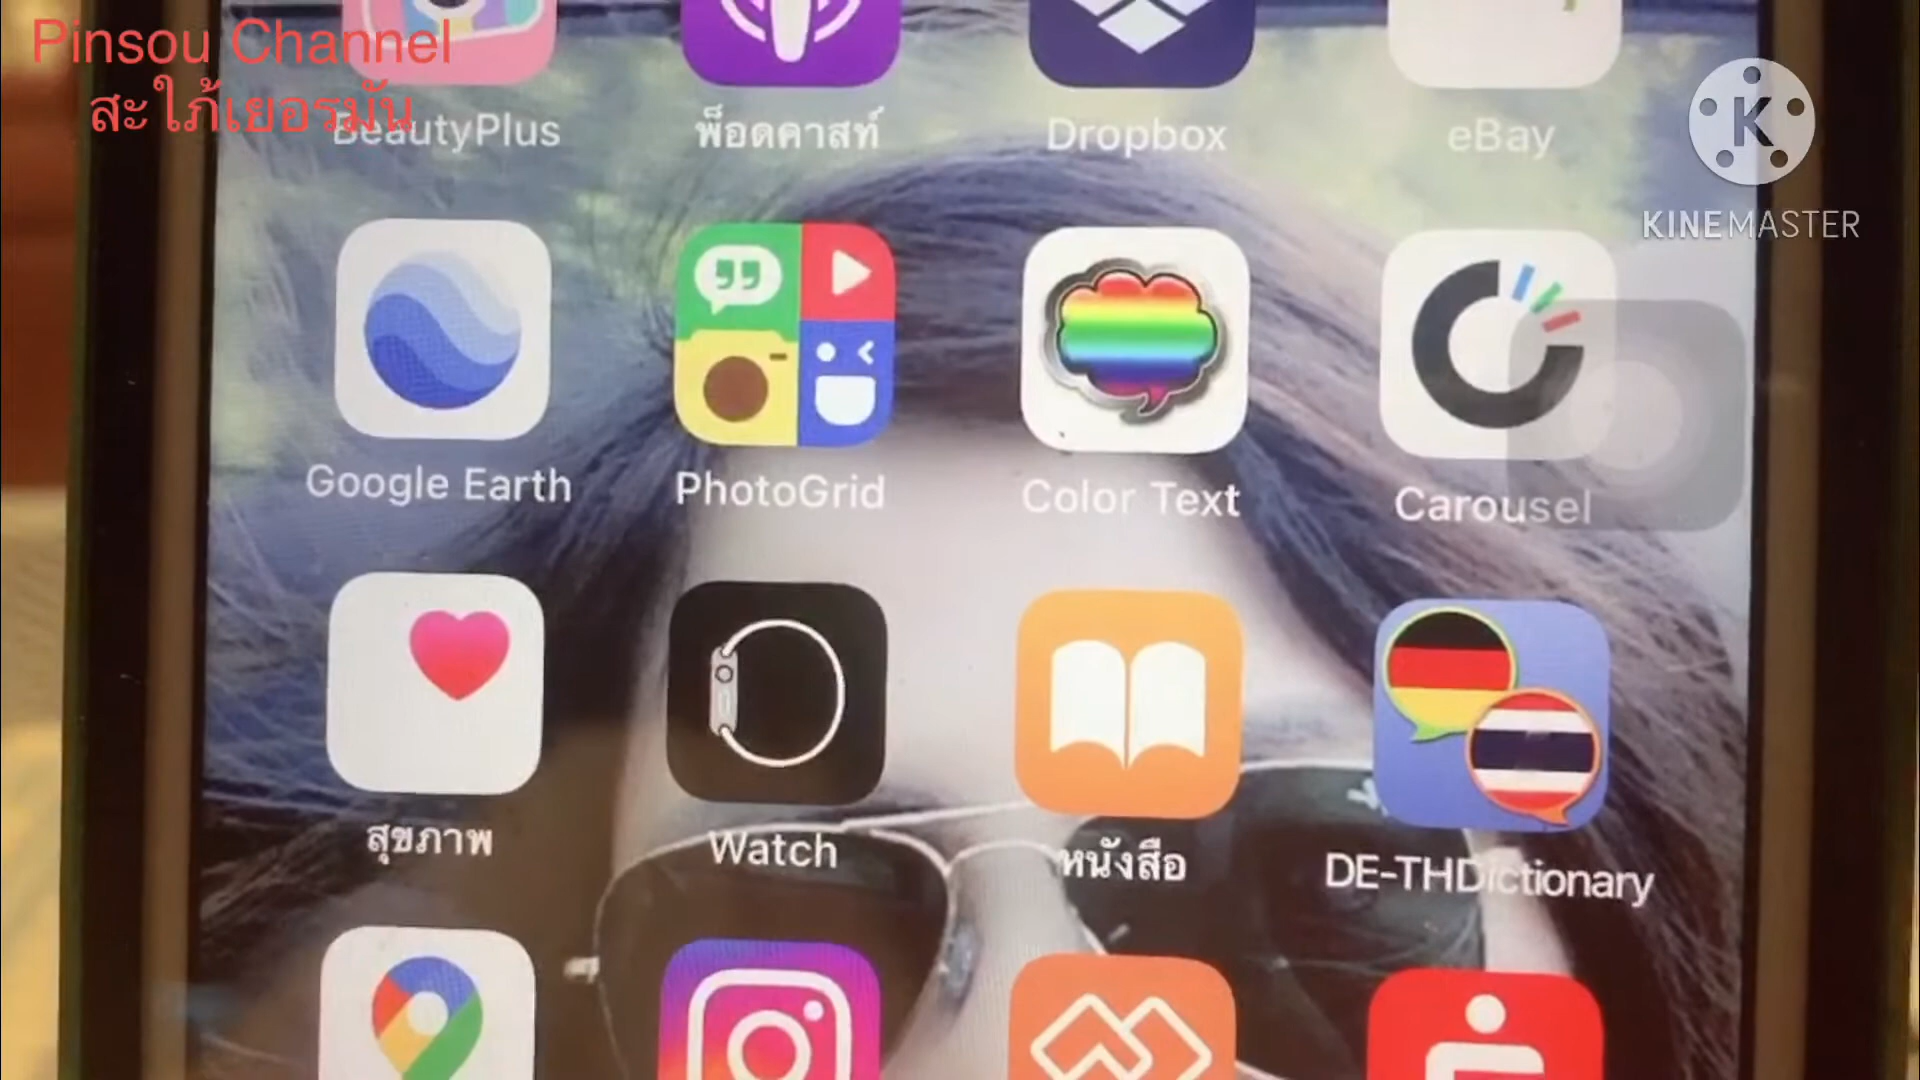 Pinsou Channel
สะใภ้เยอรมัน
BeautyPlus
พ็อดคาสท์
Dropbox
eBay
K
KINEMASTER
Google Earth
PhotoGrid
Color Text
Carousel
สุขภาพ
Watch
หนังสือ
DE-THDictionary